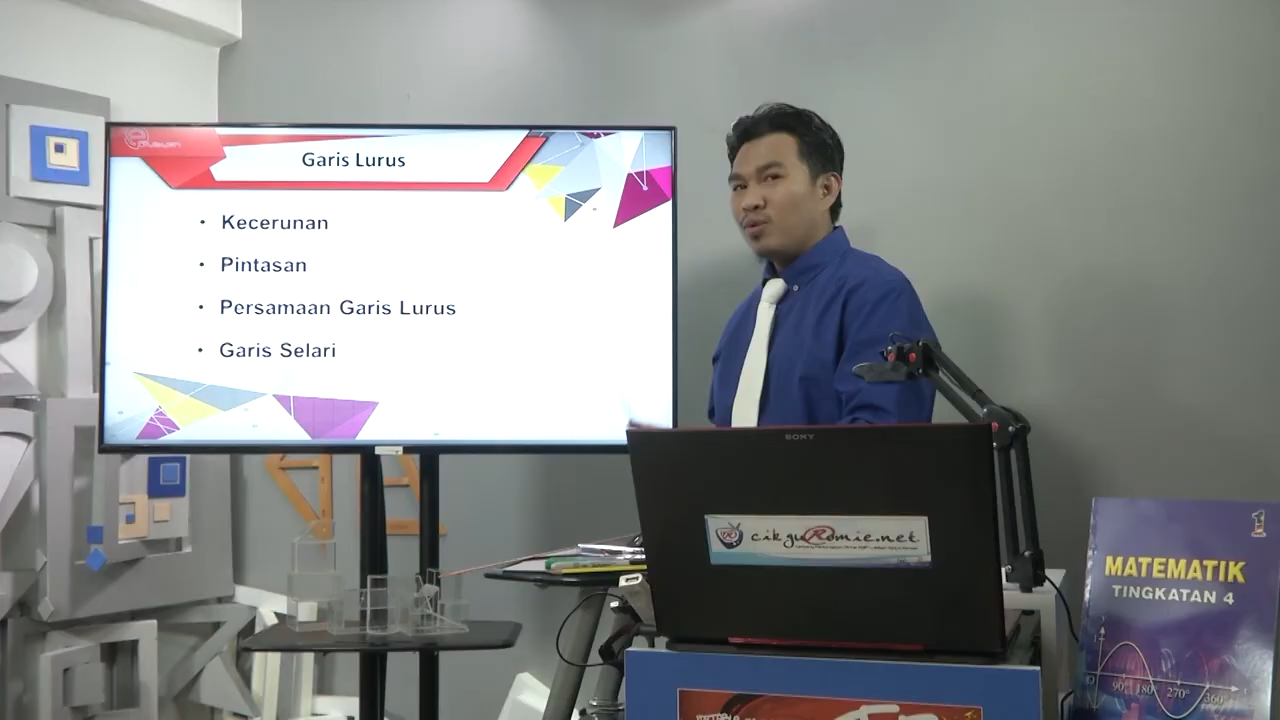 Garis Lurus
• Kecerunan
• Pintasan
• Persamaan Garis Lurus
• Garis Selari
SONY
cikguRomie.net
1
MATEMATIK
TINGKATAN 4
90° 180° 270° 360°